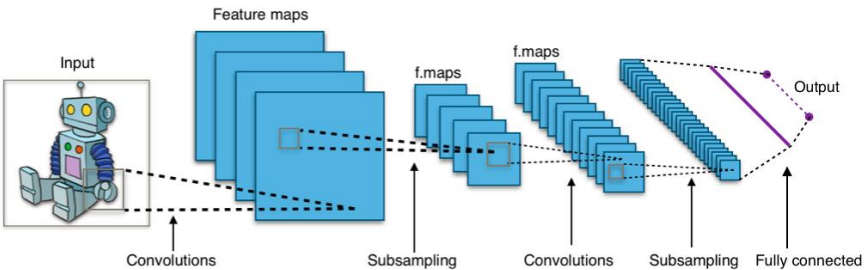 Feature maps
Input
f.maps
f.maps
Output
Convolutions
Subsampling
Convolutions
Subsampling
Fully connected